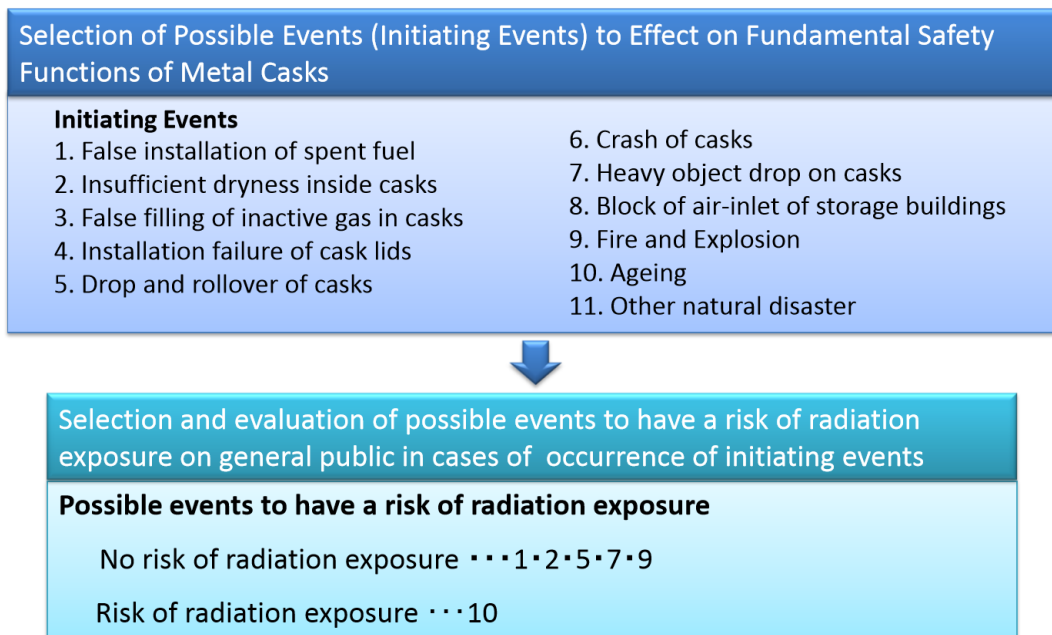 Selection of Possible Events (Initiating Events) to Effect on Fundamental Safety
Functions of Metal Casks
Initiating Events
1. False installation of spent fuel
2. Insufficient dryness inside casks
3. False filling of inactive gas in casks
4. Installation failure of cask lids
5. Drop and rollover of casks
6. Crash of casks
7. Heavy object drop on casks
8. Block of air-inlet of storage buildings
9. Fire and Explosion
10. Ageing
11. Other natural disaster
Selection and evaluation of possible events to have a risk of radiation
exposure on general public in cases of occurrence of initiating events
Possible events to have a risk of radiation exposure
No risk of radiation exposure ・・・1・2・5・7・9
Risk of radiation exposure ・・・10